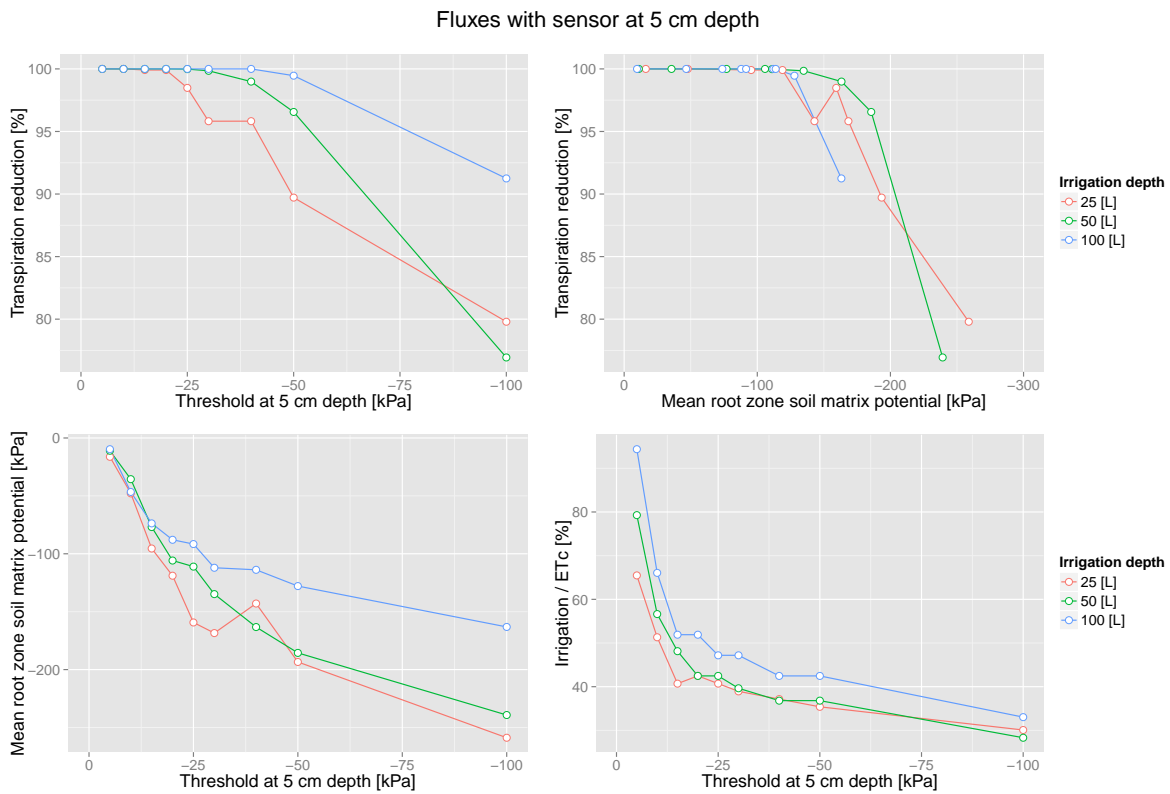 Fluxes with sensor at 5 cm depth
Transpiration reduction [%]
100
95
90
85
80
0
−25
−50
−75
−100
Threshold at 5 cm depth [kPa]
Transpiration reduction [%]
100
95
90
85
80
0
−100
−200
−300
Mean root zone soil matrix potential [kPa]
Irrigation depth
25 [L]
50 [L]
100 [L]
Mean root zone soil matrix potential [kPa]
0
−100
−200
0
−25
−50
−75
−100
Threshold at 5 cm depth [kPa]
Irrigation / ETc [%]
80
60
40
0
−25
−50
−75
−100
Threshold at 5 cm depth [kPa]
Irrigation depth
25 [L]
50 [L]
100 [L]